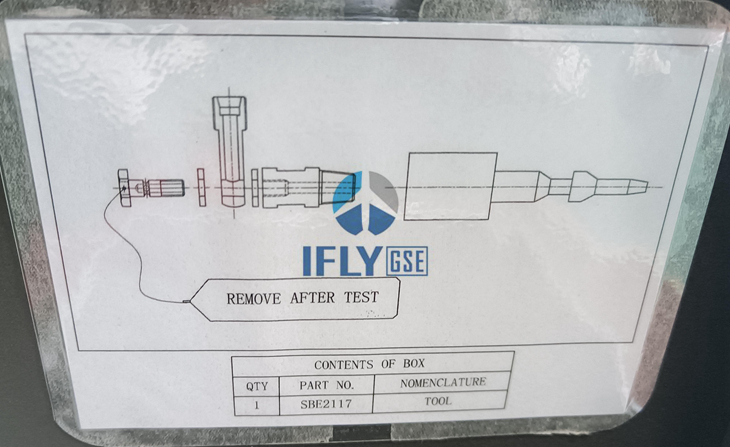 IFLY GSE
REMOVE AFTER TEST
CONTENTS OF BOX
QTY PART NO. NOMENCLATURE
1 SBE2117 TOOL